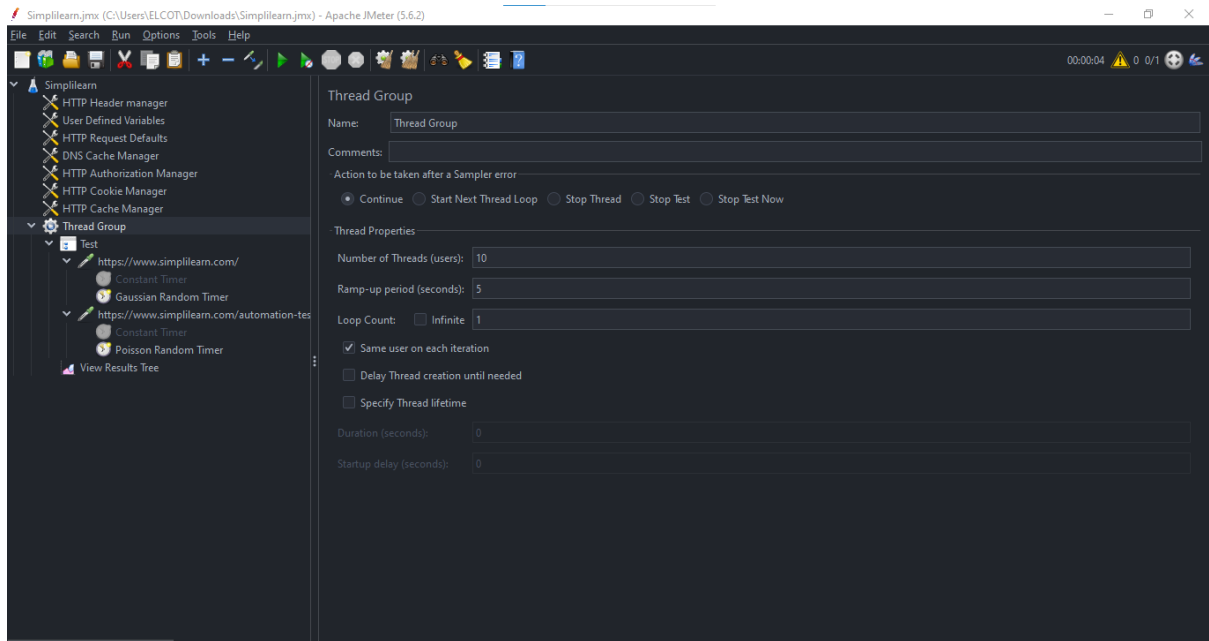 Simplilearn.jmx (C:\Users\ELCOT\Downloads\Simplilearn.jmx) - Apache JMeter (5.6.2)
File Edit Search Run Options Tools Help
00:00:04 0 0/1
Simplilearn
HTTP Header manager
User Defined Variables
HTTP Request Defaults
DNS Cache Manager
HTTP Authorization Manager
HTTP Cookie Manager
HTTP Cache Manager
Thread Group
Test
https://www.simplilearn.com/
Constant Timer
Gaussian Random Timer
https://www.simplilearn.com/automation-tes
Constant Timer
Poisson Random Timer
View Results Tree
Thread Group
Name: Thread Group
Comments:
Action to be taken after a Sampler error
Continue Start Next Thread Loop Stop Thread Stop Test Stop Test Now
Thread Properties
Number of Threads (users): 10
Ramp-up period (seconds): 5
Loop Count: Infinite 1
Same user on each iteration
Delay Thread creation until needed
Specify Thread lifetime
Duration (seconds): 0
Startup delay (seconds): 0